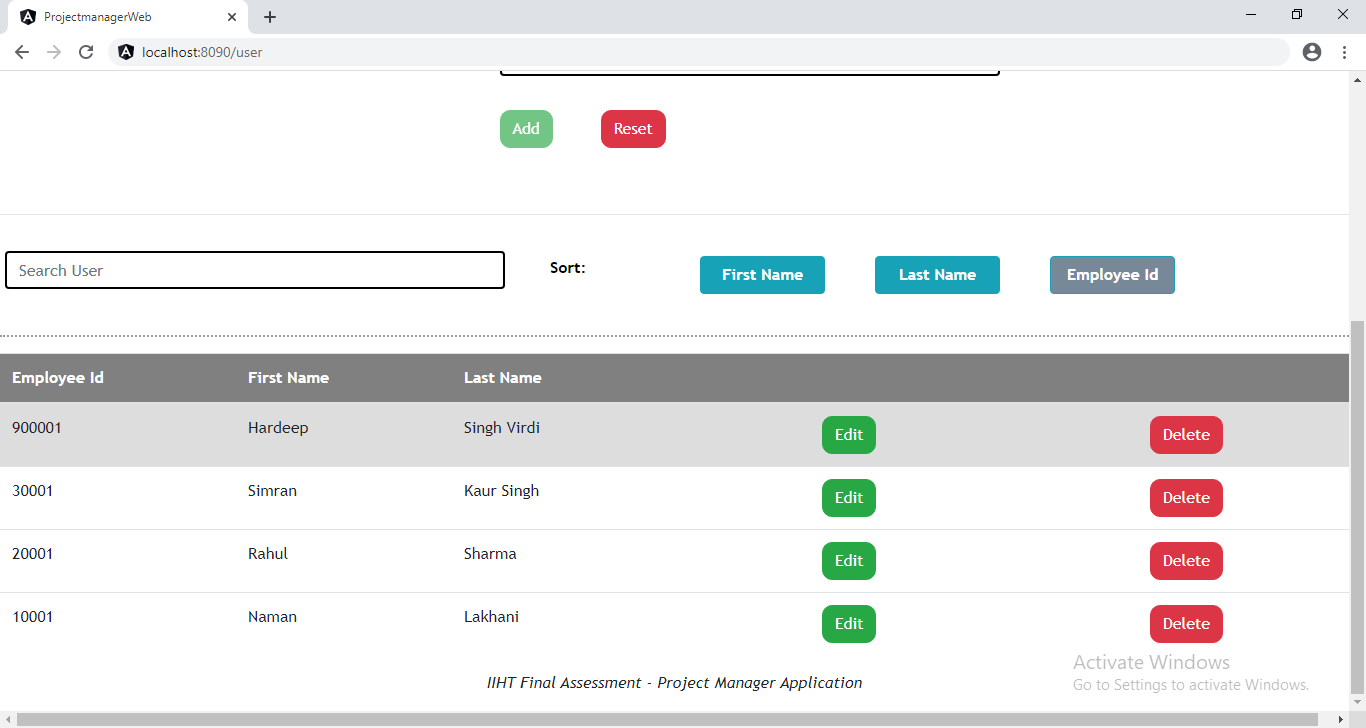 ProjectmanagerWeb
localhost:8090/user
Add Reset
Search User Sort: First Name Last Name Employee Id
Employee Id First Name Last Name
900001 Hardeep Singh Virdi Edit Delete
30001 Simran Kaur Singh Edit Delete
20001 Rahul Sharma Edit Delete
10001 Naman Lakhani Edit Delete
IIHT Final Assessment - Project Manager Application
Activate Windows
Go to Settings to activate Windows.